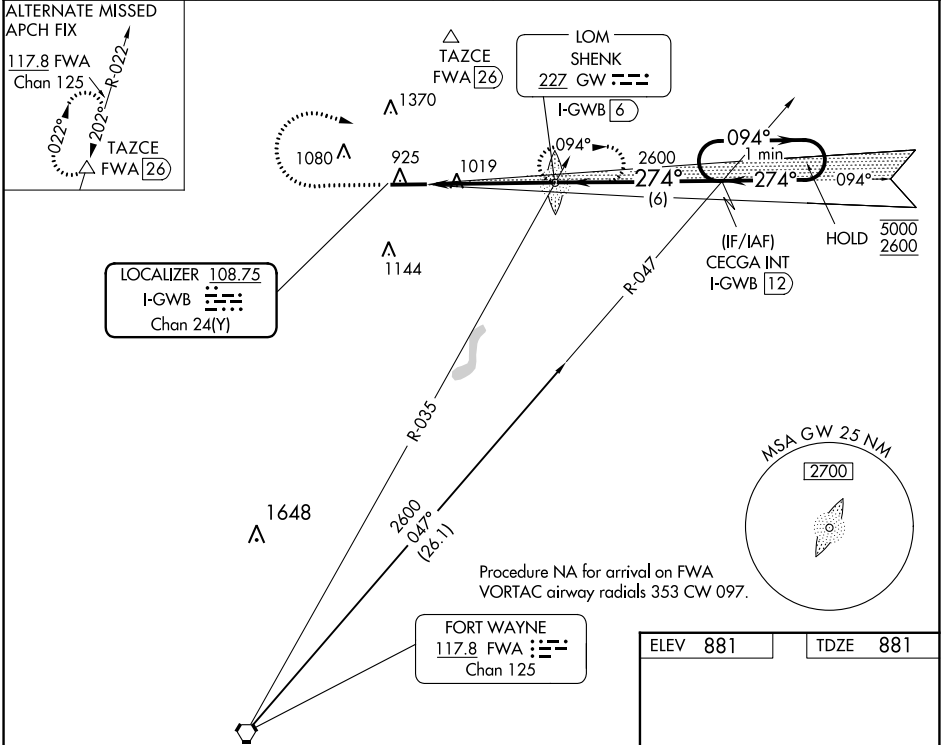 ALTERNATE MISSED
APCH FIX
117.8 FWA
Chan 125
R-022
022°
202°
TAZCE
FWA 26
TAZCE
FWA 26
LOM
SHENK
227 GW
I-GWB 6
1370
1080
925
1019
094°
2600
274°
(6)
094°
1 min
274°
094°
HOLD
5000
2600
(IF/IAF)
CECGA INT
I-GWB 12
1144
LOCALIZER 108.75
I-GWB
Chan 24(Y)
R-047
R-035
1648
2600
047°
(26.1)
MSA GW 25 NM
2700
Procedure NA for arrival on FWA
VORTAC airway radials 353 CW 097.
FORT WAYNE
117.8 FWA
Chan 125
ELEV 881
TDZE 881